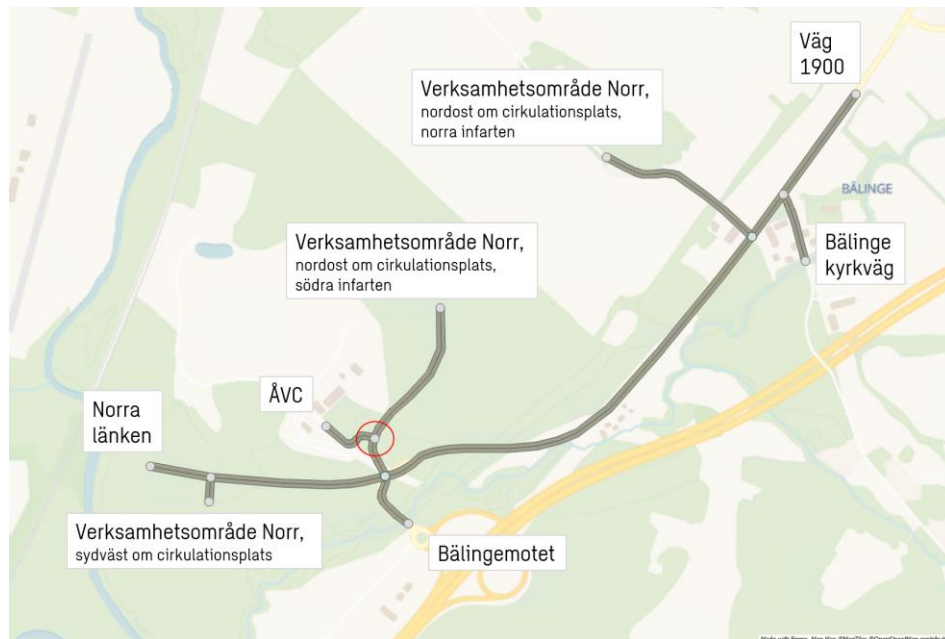 Väg
1900
Verksamhetsområde Norr,
nordost om cirkulationsplats,
norra infarten
BÄLINGE
Verksamhetsområde Norr,
nordost om cirkulationsplats,
södra infarten
Bälinge
kyrkväg
ÅVC
Norra
länken
Verksamhetsområde Norr,
sydväst om cirkulationsplats
Bälingemotet